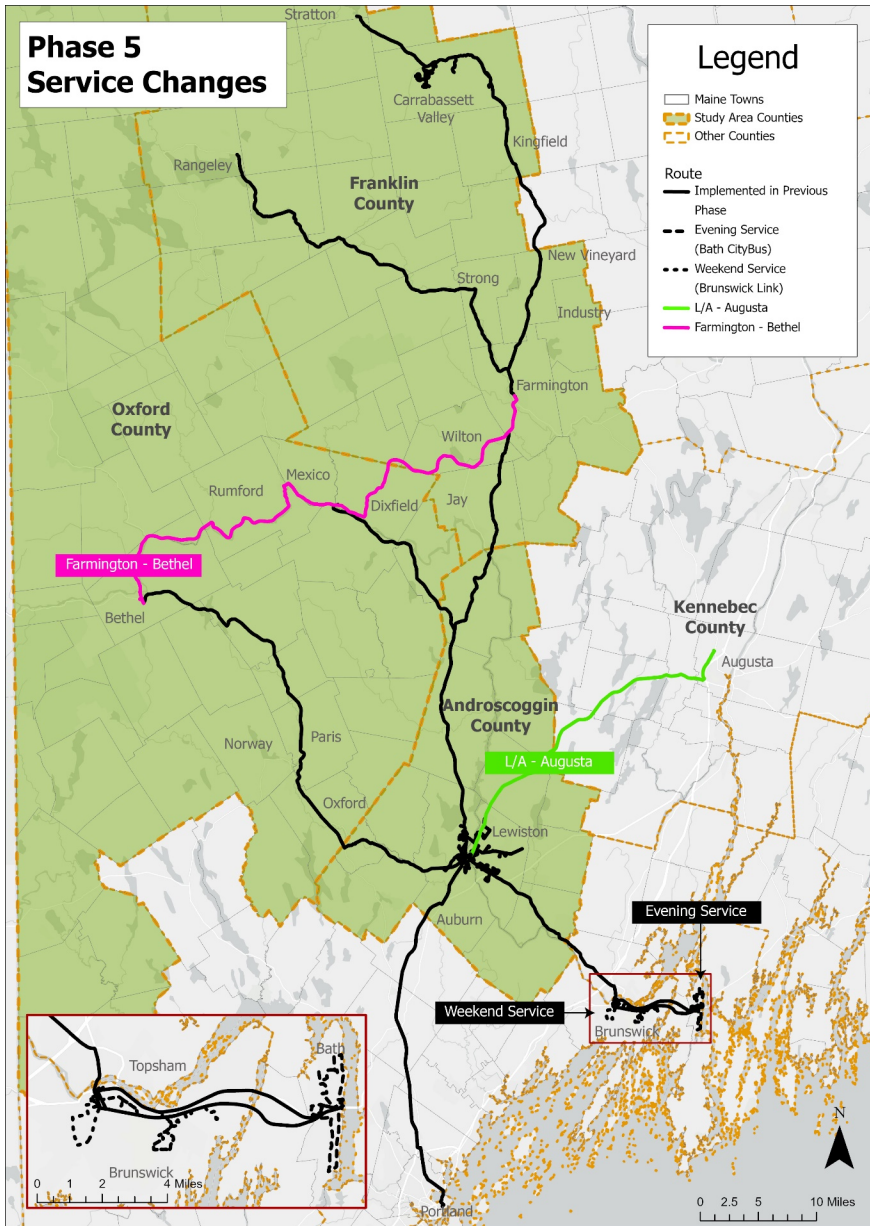 Phase 5
Service Changes
Legend
Maine Towns
Study Area Counties
Other Counties
Route
Implemented in Previous
Phase
Evening Service
(Bath CityBus)
Weekend Service
(Brunswick Link)
L/A - Augusta
Farmington - Bethel
Stratton
Carrabassett
Valley
Kingfield
Rangeley
Franklin
County
New Vineyard
Strong
Industry
Farmington
Oxford
County
Wilton
Mexico
Rumford
Dixfield
Jay
Farmington - Bethel
Bethel
Kennebec
County
Augusta
Androscoggin
County
Norway
Paris
L/A - Augusta
Oxford
Lewiston
Auburn
Evening Service
Weekend Service
Brunswick
Topsham
Bath
Brunswick
0 2 4 Miles
N
Portland
0 2.5 5 10 Miles